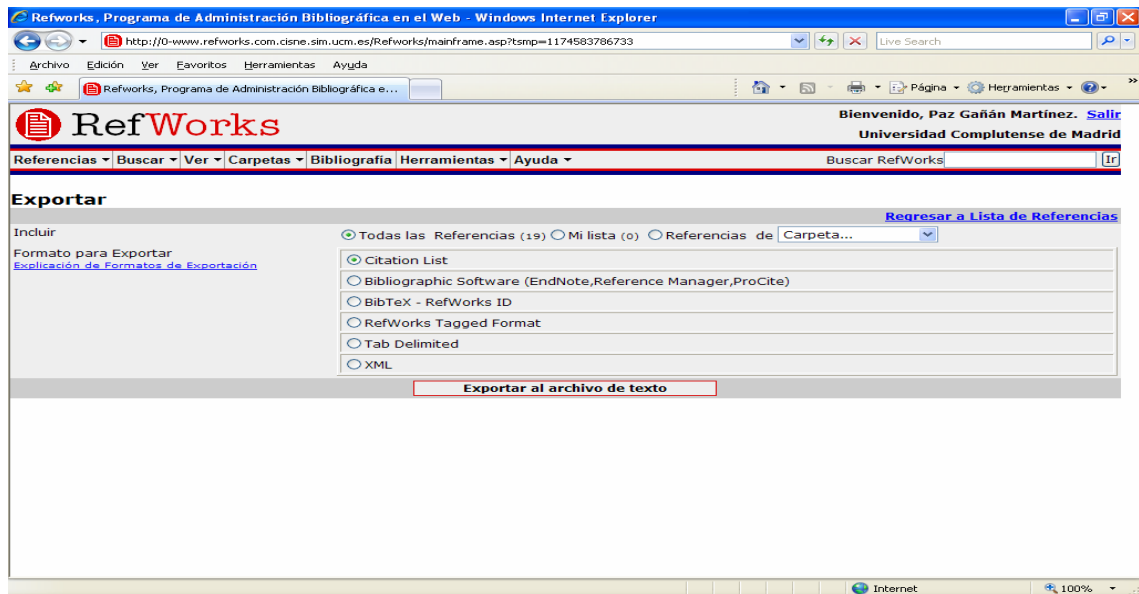 Refworks, Programa de Administración Bibliográfica en el Web - Windows Internet Explorer
http://0-www.refworks.com.cisne.sim.ucm.es/Refworks/mainframe.asp?tsmp=1174583786733 Live Search
Archivo Edición Ver Favoritos Herramientas Ayuda
Refworks, Programa de Administración Bibliográfica e... Página Herramientas »
RefWorks
Bienvenido, Paz Gañán Martínez. Salir
Universidad Complutense de Madrid
Referencias Buscar Ver Carpetas Bibliografia Herramientas Ayuda Buscar RefWorks Ir
Exportar
Regresar a Lista de Referencias
Incluir Todas las Referencias (19) Mi lista (0) Referencias de Carpeta...
Formato para Exportar
Explicación de Formatos de Exportación
Citation List
Bibliographic Software (EndNote,Reference Manager,ProCite)
BibTeX - RefWorks ID
RefWorks Tagged Format
Tab Delimited
XML
Exportar al archivo de texto
Internet 100%